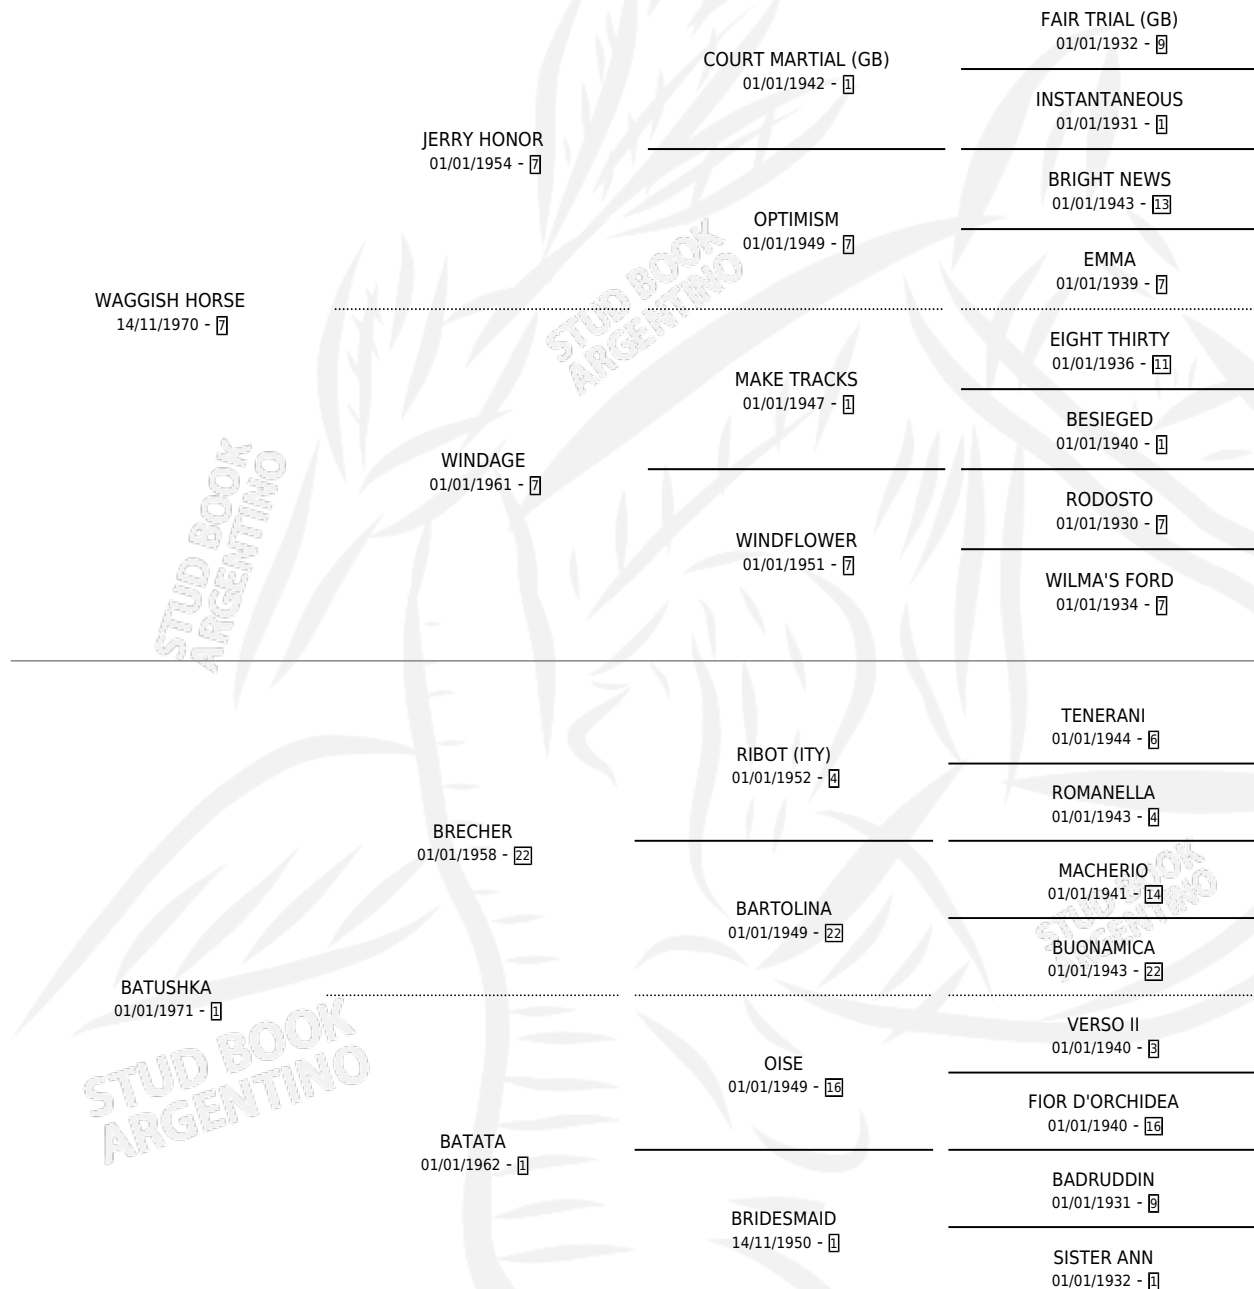 FAIR TRIAL (GB)
01/01/1932 - 9
COURT MARTIAL (GB)
01/01/1942 - 1
INSTANTANEOUS
01/01/1931 - 1
JERRY HONOR
01/01/1954 - 7
BRIGHT NEWS
01/01/1943 - 13
OPTIMISM
01/01/1949 - 7
EMMA
01/01/1939 - 7
WAGGISH HORSE
14/11/1970 - 7
EIGHT THIRTY
01/01/1936 - 11
MAKE TRACKS
01/01/1947 - 1
BESIEGED
01/01/1940 - 1
WINDAGE
01/01/1961 - 7
RODOSTO
01/01/1930 - 7
WINDFLOWER
01/01/1951 - 7
WILMA'S FORD
01/01/1934 - 7
TENERANI
01/01/1944 - 6
RIBOT (ITY)
01/01/1952 - 4
ROMANELLA
01/01/1943 - 4
BRECHER
01/01/1958 - 22
MACHERIO
01/01/1941 - 14
BARTOLINA
01/01/1949 - 22
BUONAMICA
01/01/1943 - 22
BATUSHKA
01/01/1971 - 1
VERSO II
01/01/1940 - 3
OISE
01/01/1949 - 16
FIOR D'ORCHIDEA
01/01/1940 - 16
BATATA
01/01/1962 - 1
BADRUDDIN
01/01/1931 - 9
BRIDESMAID
14/11/1950 - 1
SISTER ANN
01/01/1932 - 1
STUD BOOK
ARGENTINO
STUD BOOK
ARGENTINO
STUD BOOK
ARGENTINO
STUD BOOK
ARGENTINO